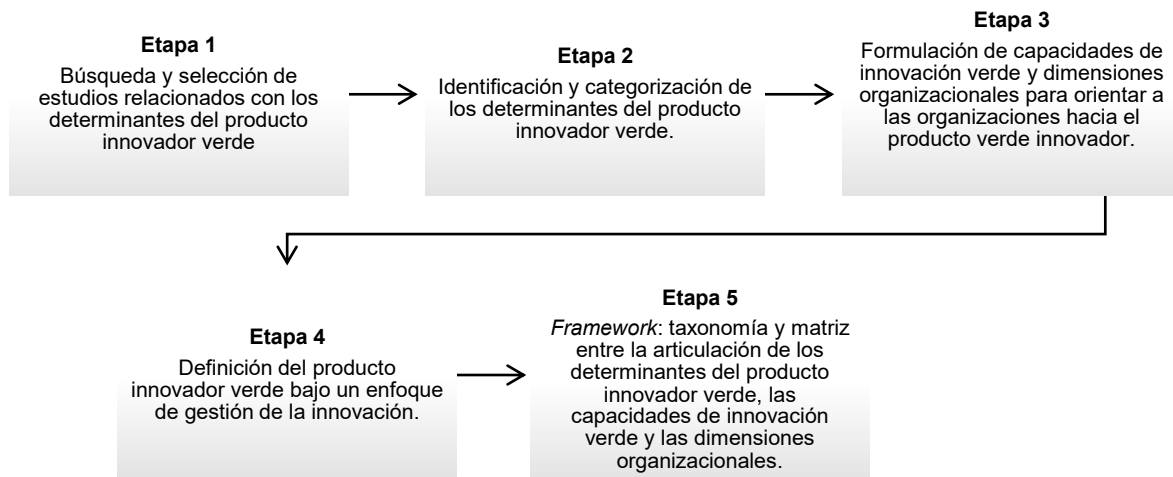 Etapa 1
Búsqueda y selección de
estudios relacionados con los
determinantes del producto
innovador verde
Etapa 2
Identificación y categorización de
los determinantes del producto
innovador verde.
Etapa 3
Formulación de capacidades de
innovación verde y dimensiones
organizacionales para orientar a
las organizaciones hacia el
producto verde innovador.
Etapa 4
Definición del producto
innovador verde bajo un enfoque
de gestión de la innovación.
Etapa 5
Framework: taxonomía y matriz
entre la articulación de los
determinantes del producto
innovador verde, las
capacidades de innovación
verde y las dimensiones
organizacionales.